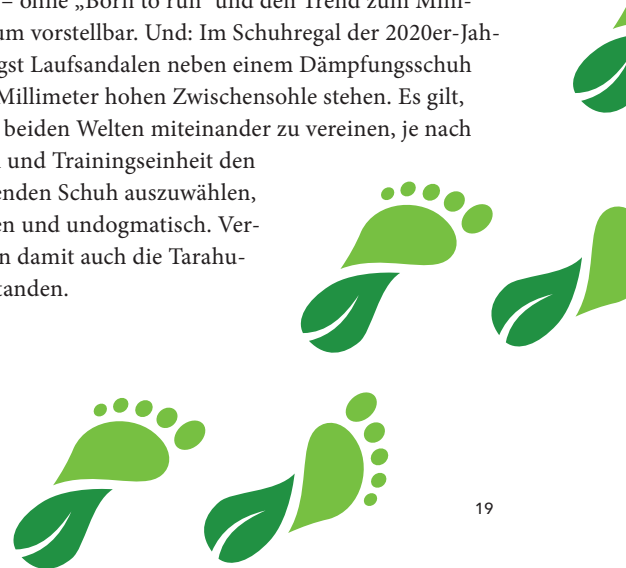 – ohne „Born to run“ und den Trend zum Mini-
um vorstellbar. Und: Im Schuhregal der 2020er-Jah-
gst Laufsandalen neben einem Dämpfungsschuh
Millimeter hohen Zwischensohle stehen. Es gilt,
beiden Welten miteinander zu vereinen, je nach
und Trainingseinheit den
enden Schuh auszuwählen,
en und undogmatisch. Ver-
n damit auch die Tarahu-
tanden.
19